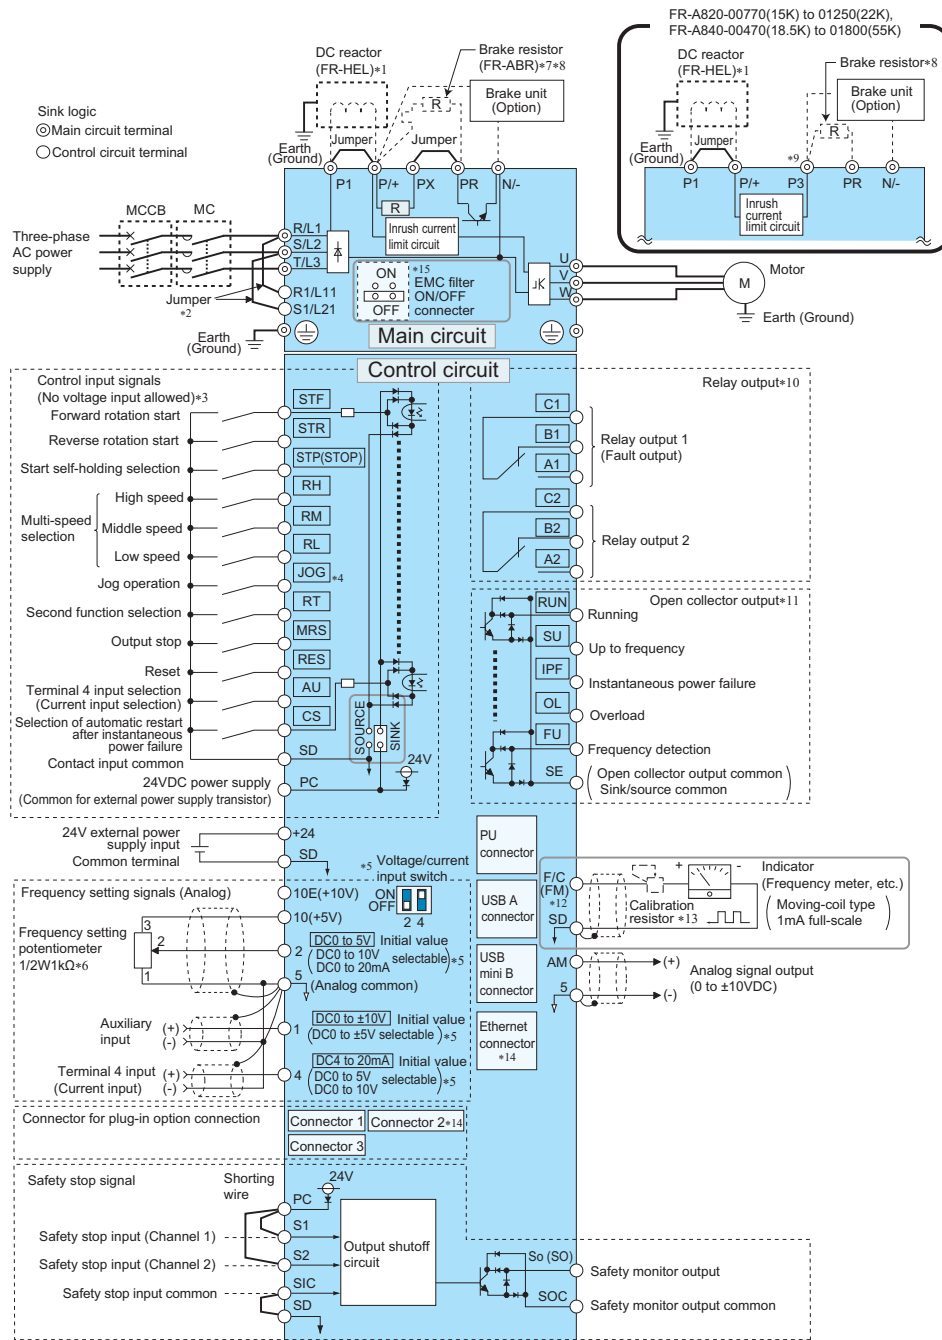 FR-A820-00770(15K) to 01250(22K),
FR-A840-00470(18.5K) to 01800(55K)
DC reactor
(FR-HEL)*1
Brake resistor*8
Brake unit
(Option)
R
Earth
(Ground)
Jumper
*9
P1
P/+
P3
PR
N/-
Inrush
current
limit circuit
Sink logic
Main circuit terminal
Control circuit terminal
DC reactor
(FR-HEL)*1
Brake resistor
(FR-ABR)*7*8
Brake unit
(Option)
R
Earth
(Ground)
Jumper
Jumper
P1
P/+
PX
PR
N/-
R
Inrush current
limit circuit
MCCB
MC
Three-phase
AC power
supply
R/L1
S/L2
T/L3
R1/L11
S1/L21
Jumper
*2
Earth
(Ground)
ON
OFF
*15
EMC filter
ON/OFF
connecter
U
V
W
Motor
M
Earth (Ground)
Main circuit
Control circuit
Control input signals
(No voltage input allowed)*3
Forward rotation start
STF
Reverse rotation start
STR
Start self-holding selection
STP(STOP)
Multi-speed
selection
High speed
RH
Middle speed
RM
Low speed
RL
Jog operation
JOG
*4
Second function selection
RT
Output stop
MRS
Reset
RES
Terminal 4 input selection
(Current input selection)
AU
Selection of automatic restart
after instantaneous
power failure
CS
Contact input common
SD
SOURCE
SINK
24V
24VDC power supply
(Common for external power supply transistor)
PC
Relay output*10
C1
B1
A1
Relay output 1
(Fault output)
C2
B2
A2
Relay output 2
Open collector output*11
RUN
Running
SU
Up to frequency
IPF
Instantaneous power failure
OL
Overload
FU
Frequency detection
SE
Open collector output common
Sink/source common
24V external power
supply input
Common terminal
+24
SD
*5
Voltage/current
input switch
ON
OFF
2 4
Frequency setting signals (Analog)
Frequency setting
potentiometer
1/2W1kΩ*6
3
2
1
10E(+10V)
10(+5V)
2
DC0 to 5V Initial value
DC0 to 10V
DC0 to 20mA
selectable
*5
5
(Analog common)
Auxiliary
input
(+)
(-)
1
DC0 to ±10V Initial value
(DC0 to ±5V selectable)*5
Terminal 4 input
(Current input)
(+)
(-)
4
DC4 to 20mA Initial value
DC0 to 5V
DC0 to 10V
selectable
*5
PU
connector
USB A
connector
USB
mini B
connector
Ethernet
connector
*14
F/C
(FM)
*12
SD
Calibration
resistor *13
+
-
Indicator
(Frequency meter, etc.)
Moving-coil type
1mA full-scale
AM
5
(+)
(-)
Analog signal output
(0 to ±10VDC)
Connector for plug-in option connection
Connector 1
Connector 2*14
Connector 3
Safety stop signal
Shorting
wire
24V
PC
S1
Safety stop input (Channel 1)
S2
Safety stop input (Channel 2)
SIC
Safety stop input common
SD
Output shutoff
circuit
So (SO)
Safety monitor output
SOC
Safety monitor output common